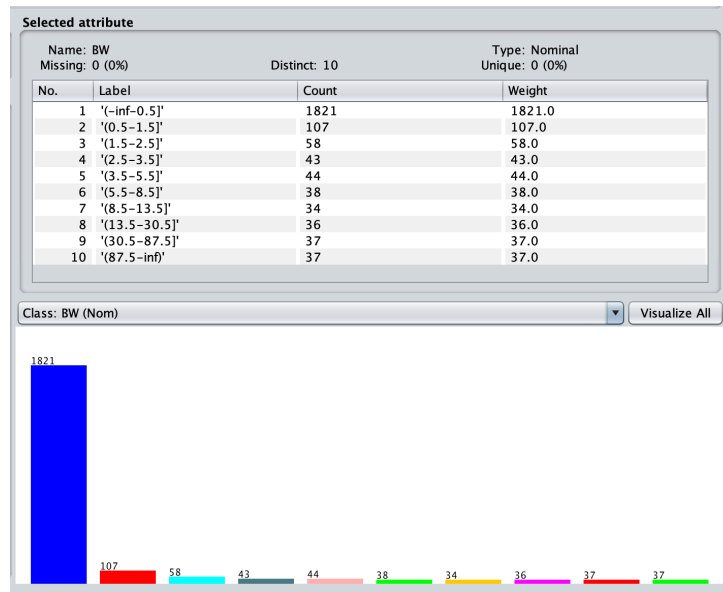 Selected attribute
Name: BW Type: Nominal
Missing: 0 (0%) Distinct: 10 Unique: 0 (0%)
No. Label Count Weight
1 '(-inf-0.5]' 1821 1821.0
2 '(0.5-1.5]' 107 107.0
3 '(1.5-2.5]' 58 58.0
4 '(2.5-3.5]' 43 43.0
5 '(3.5-5.5]' 44 44.0
6 '(5.5-8.5]' 38 38.0
7 '(8.5-13.5]' 34 34.0
8 '(13.5-30.5]' 36 36.0
9 '(30.5-87.5]' 37 37.0
10 '(87.5-inf)' 37 37.0
Class: BW (Nom) Visualize All
1821
107 58 43 44 38 34 36 37 37